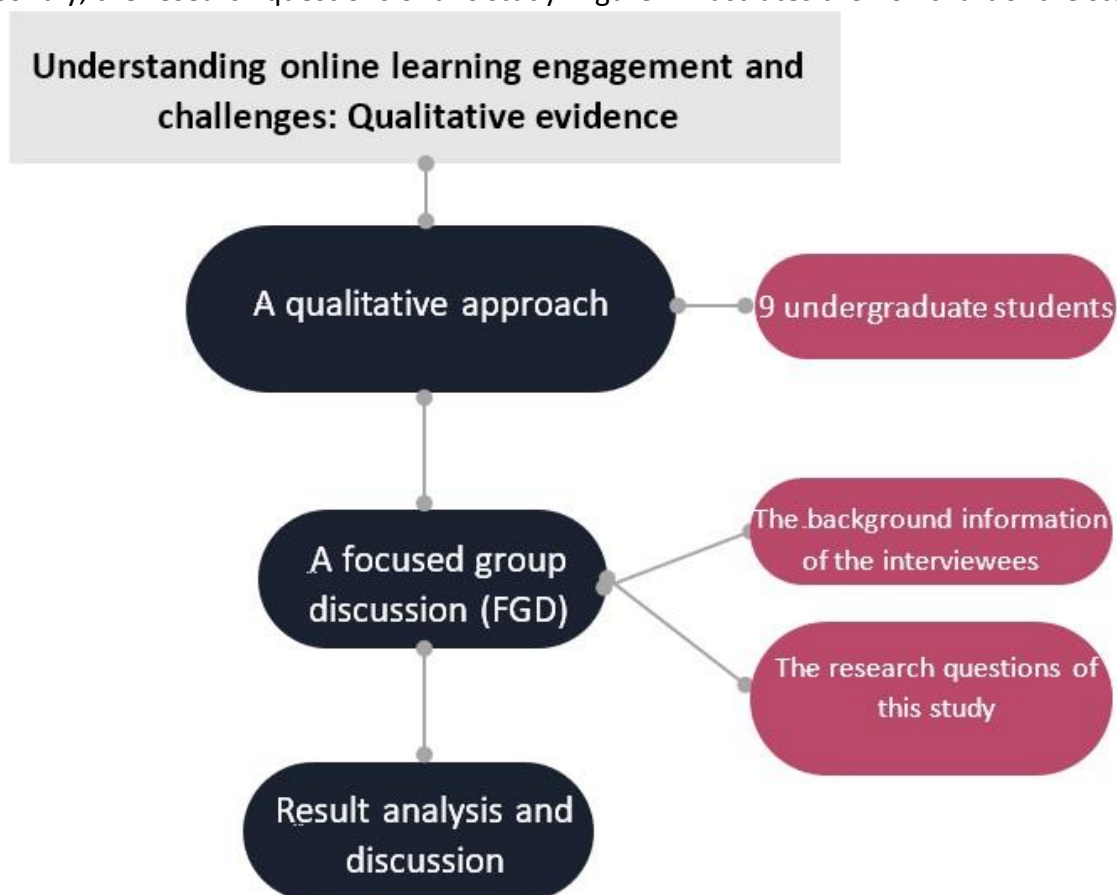 Understanding online learning engagement and
challenges: Qualitative evidence
A qualitative approach
9 undergraduate students
A focused group
discussion (FGD)
The background information
of the interviewees
The research questions of
this study
Result analysis and
discussion